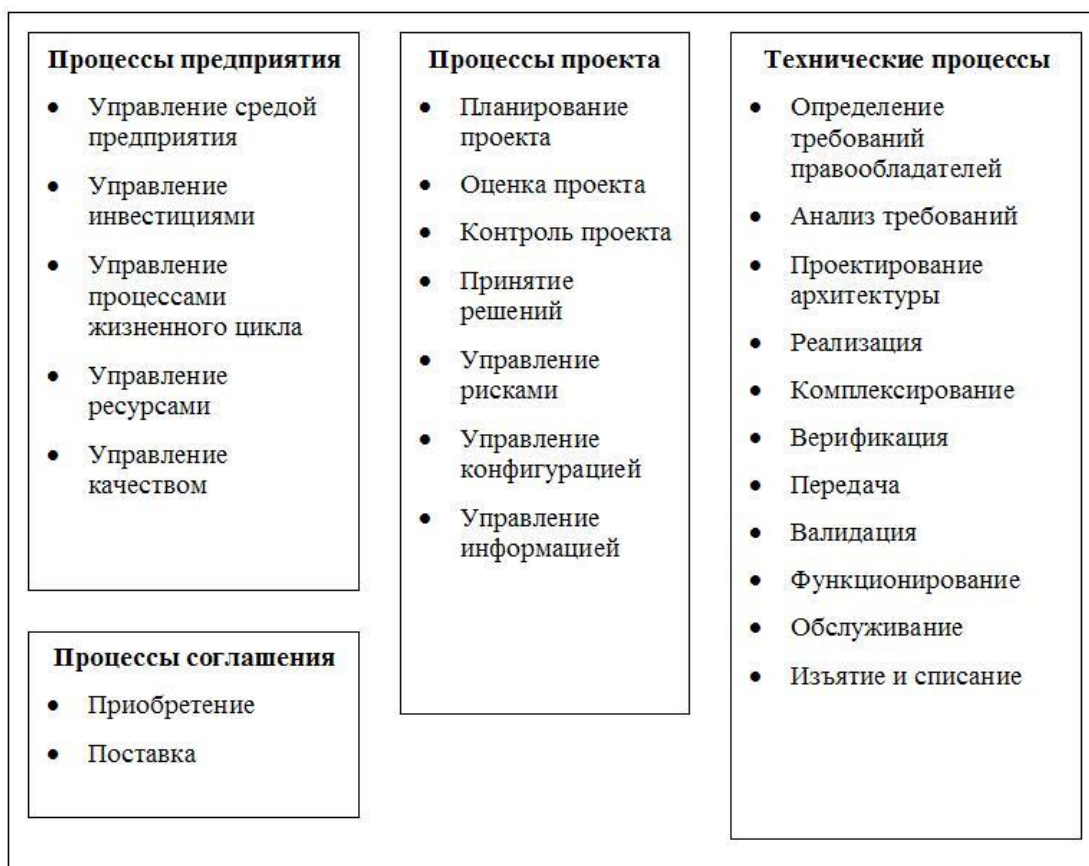 Процессы предприятия
• Управление средой
предприятия
• Управление
инвестициями
• Управление
процессами
жизненного цикла
• Управление
ресурсами
• Управление
качеством
Процессы соглашения
• Приобретение
• Поставка
Процессы проекта
• Планирование
проекта
• Оценка проекта
• Контроль проекта
• Принятие
решений
• Управление
рисками
• Управление
конфигурацией
• Управление
информацией
Технические процессы
• Определение
требований
правообладателей
• Анализ требований
• Проектирование
архитектуры
• Реализация
• Комплексирование
• Верификация
• Передача
• Валидация
• Функционирование
• Обслуживание
• Изъятие и списание